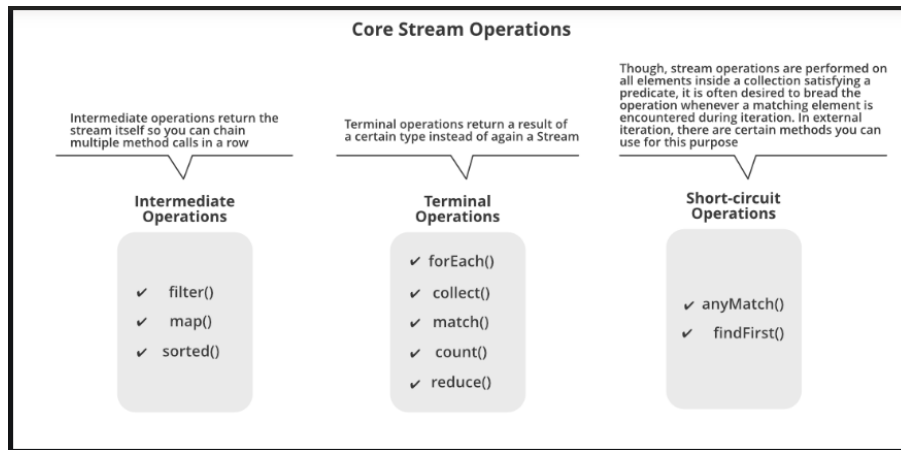 Core Stream Operations
Intermediate operations return the
stream itself so you can chain
multiple method calls in a row
Intermediate
Operations
✔ filter()
✔ map()
✔ sorted()
Terminal operations return a result of
a certain type instead of again a Stream
Terminal
Operations
✔ forEach()
✔ collect()
✔ match()
✔ count()
✔ reduce()
Though, stream operations are performed on
all elements inside a collection satisfying a
predicate, it is often desired to bread the
operation whenever a matching element is
encountered during iteration. In external
iteration, there are certain methods you can
use for this purpose
Short-circuit
Operations
✔ anyMatch()
✔ findFirst()